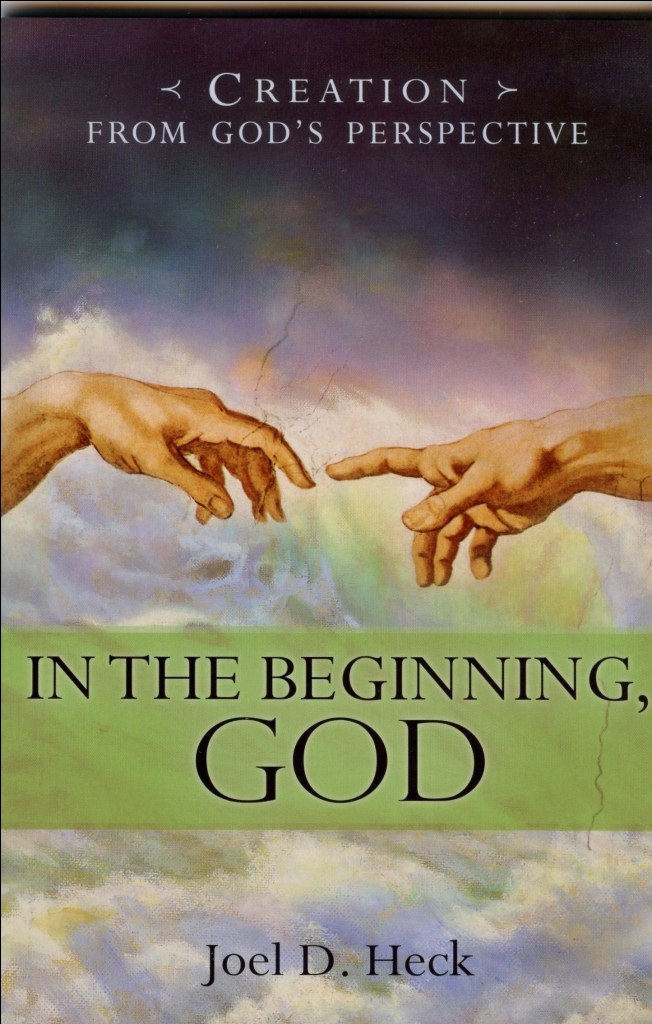 CREATION
FROM GOD'S PERSPECTIVE
IN THE BEGINNING,
GOD
Joel D. Heck